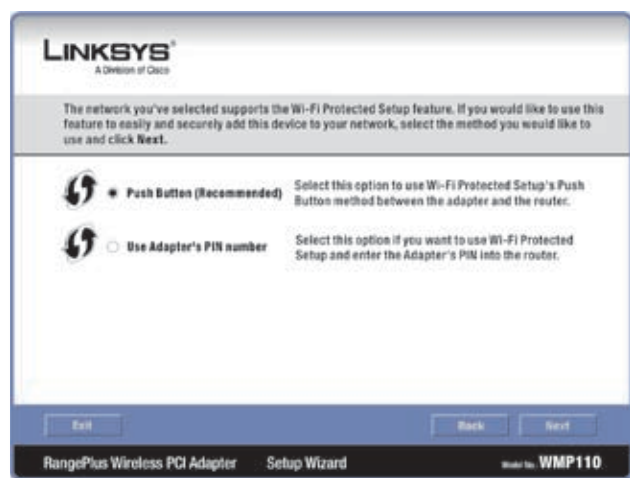 LINKSYS®
A Division of Cisco
The network you've selected supports the Wi-Fi Protected Setup feature. If you would like to use this
feature to easily and securely add this device to your network, select the method you would like to
use and click Next.
Push Button (Recommended)
Select this option to use Wi-Fi Protected Setup's Push
Button method between the adapter and the router.
Use Adapter's PIN number
Select this option if you want to use Wi-Fi Protected
Setup and enter the Adapter's PIN into the router.
Exit
Back
Next
RangePlus Wireless PCI Adapter Setup Wizard Model No. WMP110